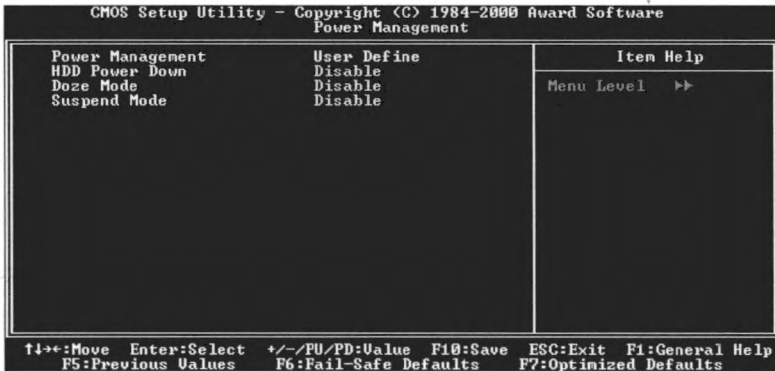 CMOS Setup Utility – Copyright (C) 1984–2000 Award Software
Power Management
Power Management User Define
HDD Power Down Disable
Doze Mode Disable
Suspend Mode Disable
Item Help
Menu Level ▸▸
↑↓→←:Move Enter:Select +/-/PU/PD:Value F10:Save ESC:Exit F1:General Help
F5:Previous Values F6:Fail-Safe Defaults F7:Optimized Defaults